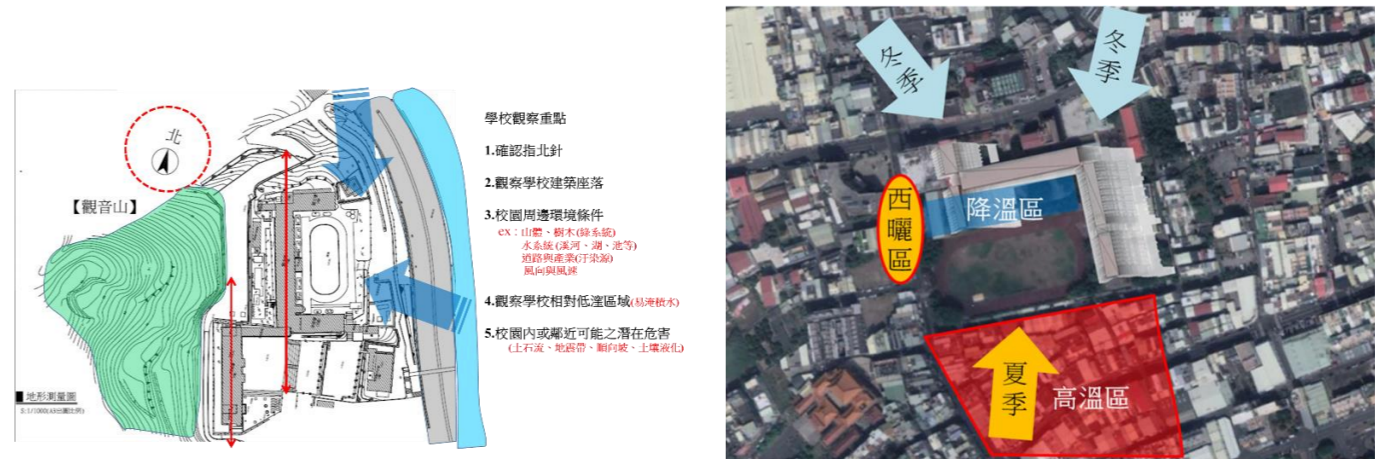 北
【觀音山】
■ 地形測量圖
學校觀察重點
1.確認指北針
2.觀察學校建築座落
3.校園周邊環境條件
ex：山體、樹木(綠系統)
水系統(溪河、湖、池等)
道路與產業(汙染源)
風向與風速
4.觀察學校相對低漥區域(易淹積水)
5.校園內或鄰近可能之潛在危害
(土石流、地震帶、順向坡、土壤液化)
冬季
冬季
西曬區
降溫區
夏季
高溫區